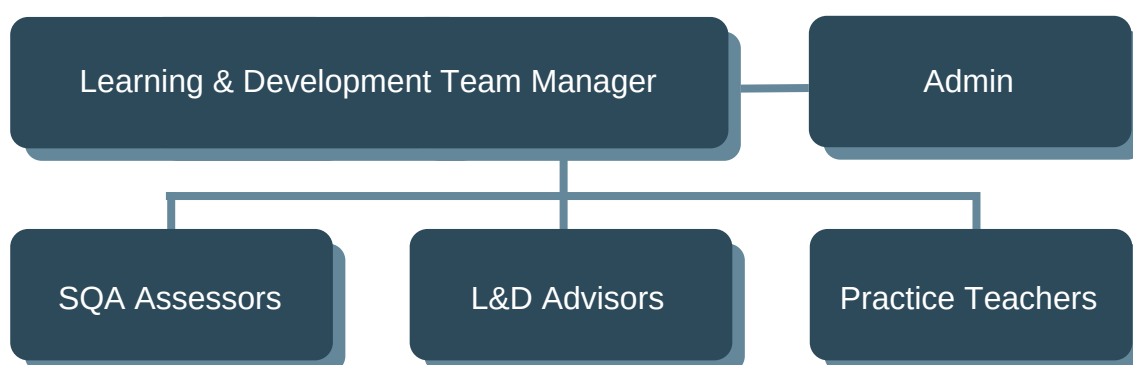 Learning & Development Team Manager
Admin
SQA Assessors
L&D Advisors
Practice Teachers